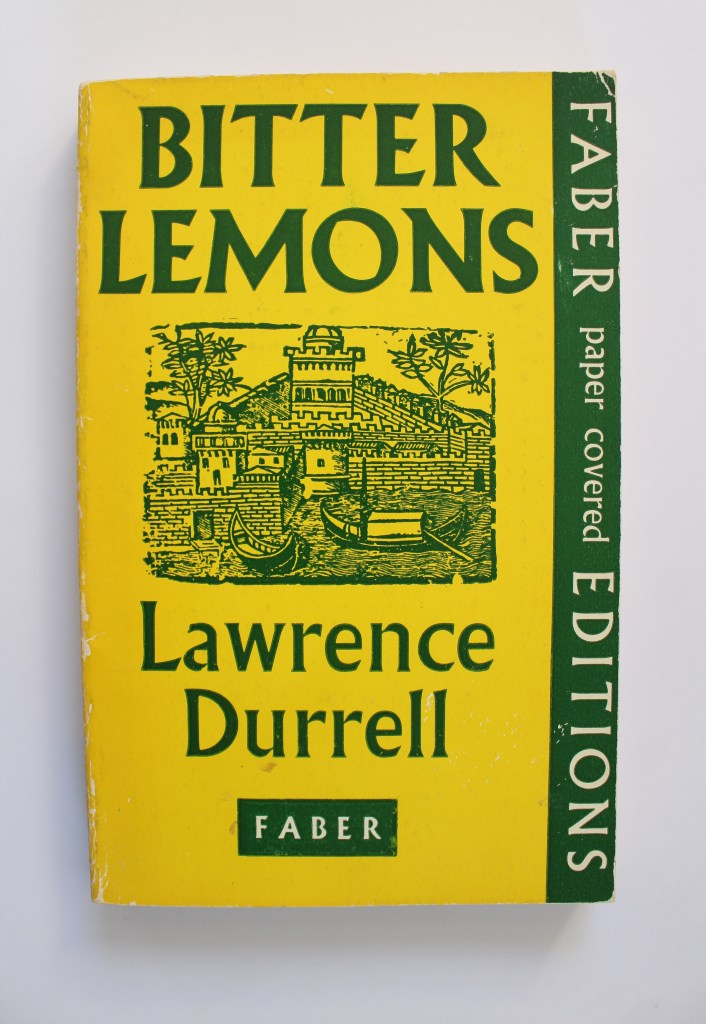 BITTER
LEMONS
Lawrence
Durrell
FABER
FABER paper covered EDITIONS